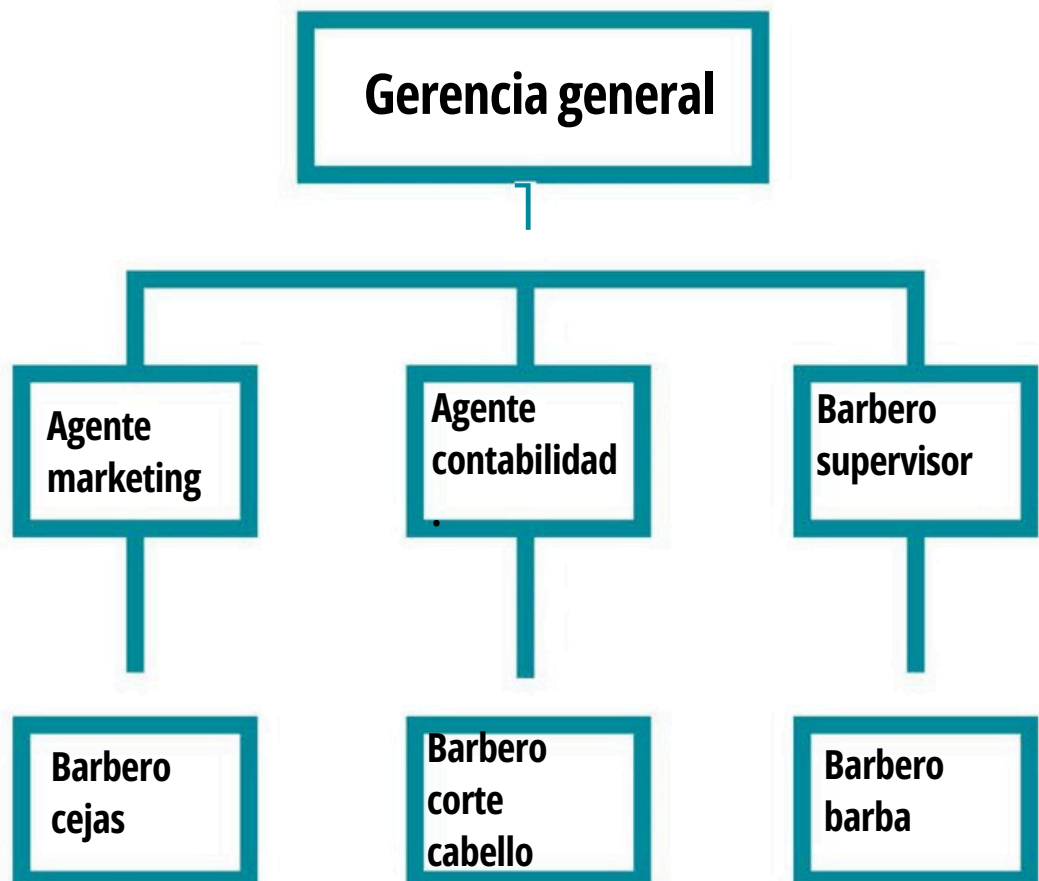 Gerencia general
Agente
marketing
Agente
contabilidad
.
Barbero
supervisor
Barbero
cejas
Barbero
corte
cabello
Barbero
barba